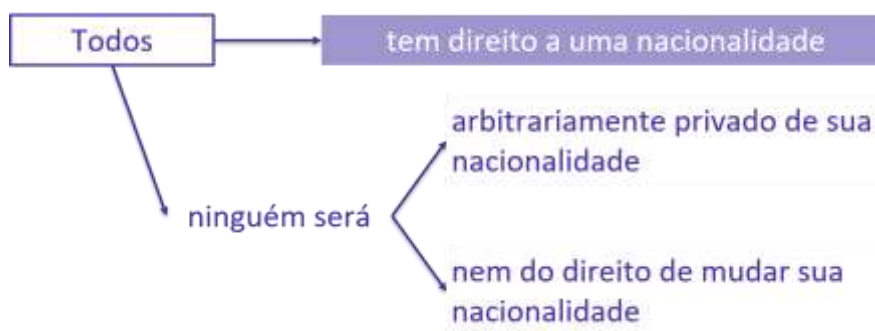 Todos
tem direito a uma nacionalidade
arbitrariamente privado de sua
nacionalidade
ninguém será
nem do direito de mudar sua
nacionalidade